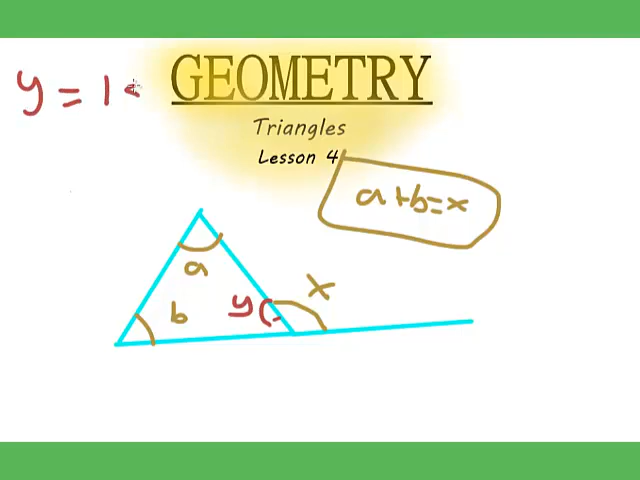 GEOMETRY
y = 1
Triangles
Lesson 4
a+b=x
a
x
b
y